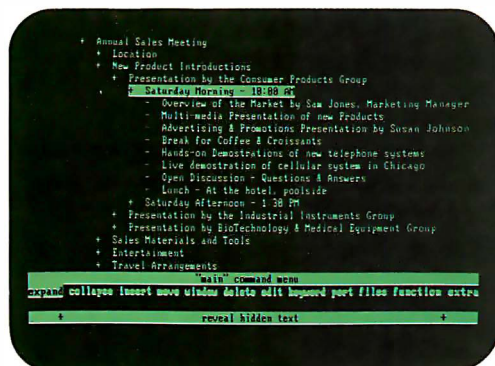 + Annual Sales Meeting
+ Location
+ New Product Introductions
+ Presentation by the Consumer Products Group
+ Saturday Morning - 10:00 AM
- Overview of the Market by Sam Jones, Marketing Manager
- Multi-media Presentation of new Products
- Advertising & Promotions Presentation by Susan Johnson
- Break for Coffee & Croissants
- Hands-on Demostrations of new telephone systems
- Live demostration of cellular system in Chicago
- Open Discussion - Questions & Answers
- Lunch - At the hotel, poolside
+ Saturday Afternoon - 1:30 PM
+ Presentation by the Industrial Instruments Group
+ Presentation by BioTechnology & Medical Equipment Group
+ Sales Materials and Tools
+ Entertainment
+ Travel Arrangements
"main" command menu
expand collapse insert move window delete edit keyword port files function extra
+ reveal hidden text +